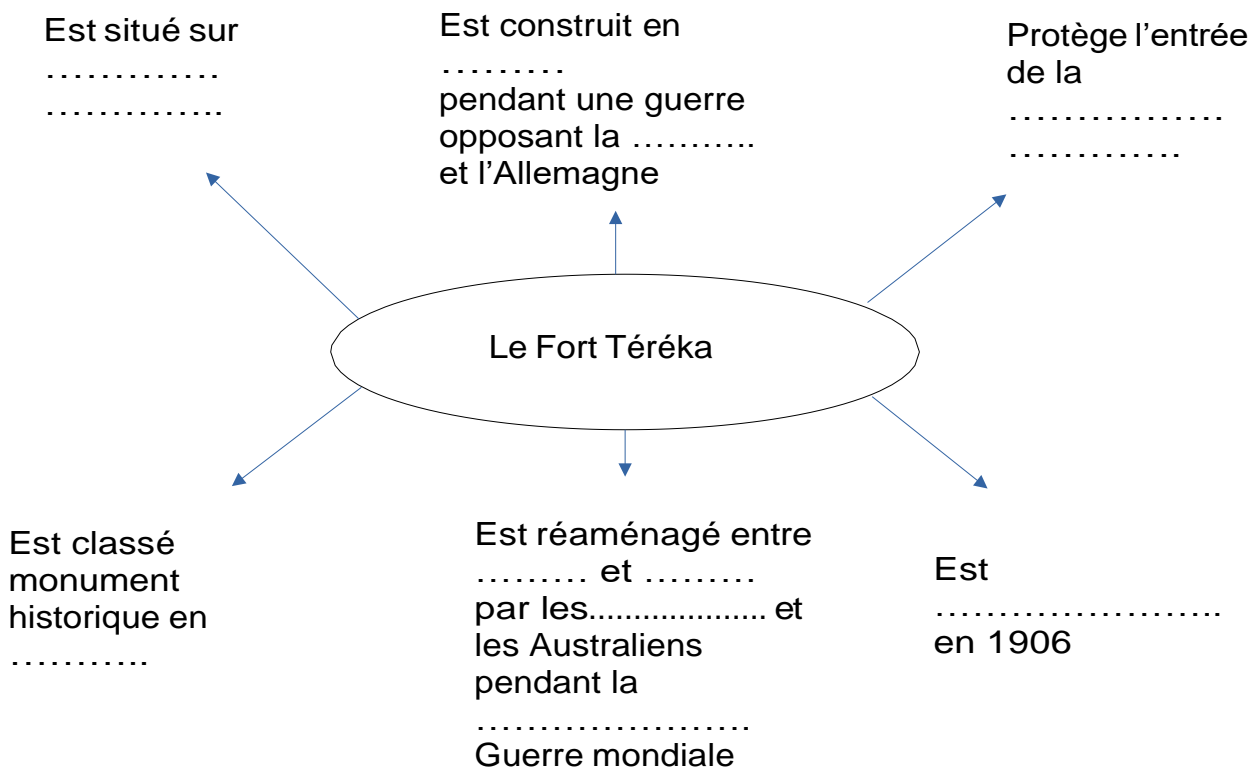 Est situé sur
………….
…………..
Est construit en
………
pendant une guerre
opposant la ………..
et l’Allemagne
Protège l’entrée
de la
…………….
………….
Le Fort Téréka
Est classé
monument
historique en
………..
Est réaménagé entre
……… et ………
par les................... et
les Australiens
pendant la
………………….
Guerre mondiale
Est
…………………..
en 1906